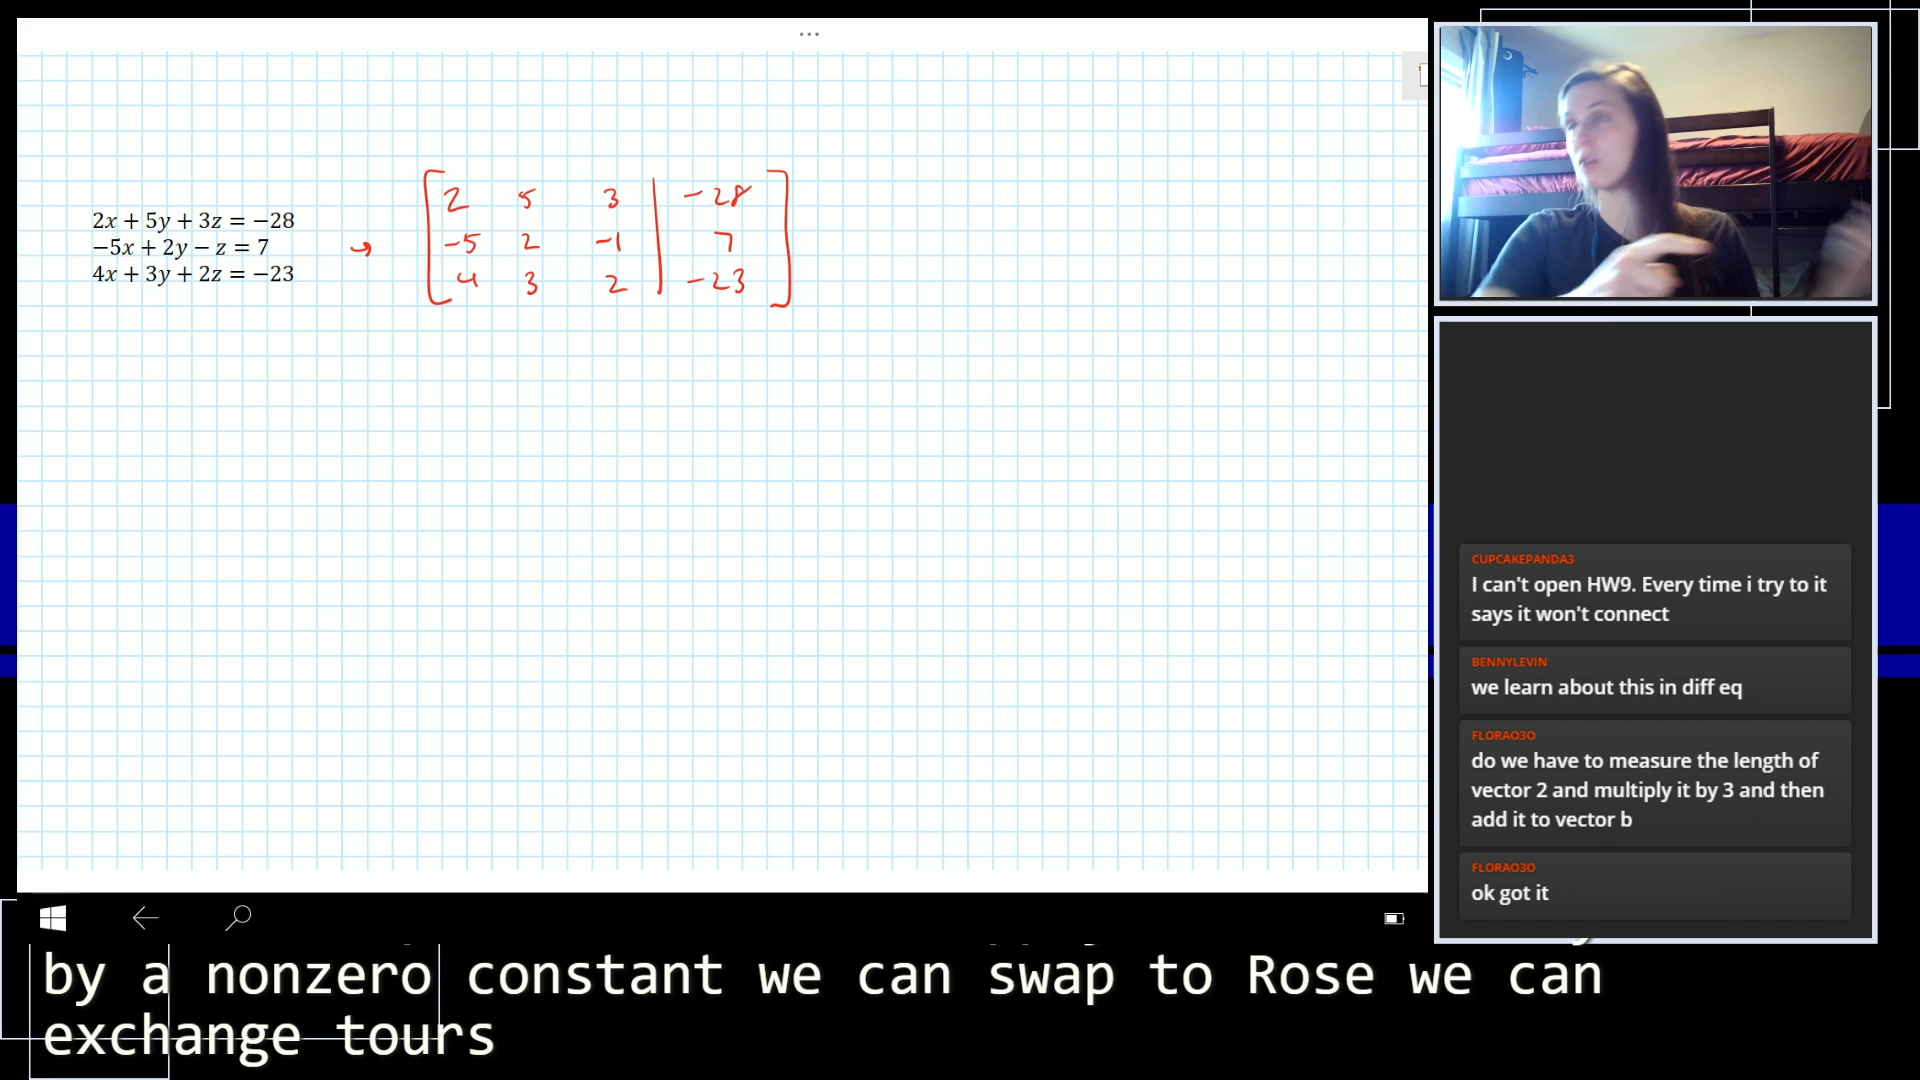 2x + 5y + 3z = −28
−5x + 2y − z = 7
4x + 3y + 2z = −23
2 5 3 -28
-5 2 -1 7
4 3 2 -23
CUPCAKEPANDA3
I can't open HW9. Every time i try to it
says it won't connect
BENNYLEVIN
we learn about this in diff eq
FLORAO3O
do we have to measure the length of
vector 2 and multiply it by 3 and then
add it to vector b
FLORAO3O
ok got it
by a nonzero constant we can swap to Rose we can
exchange tours